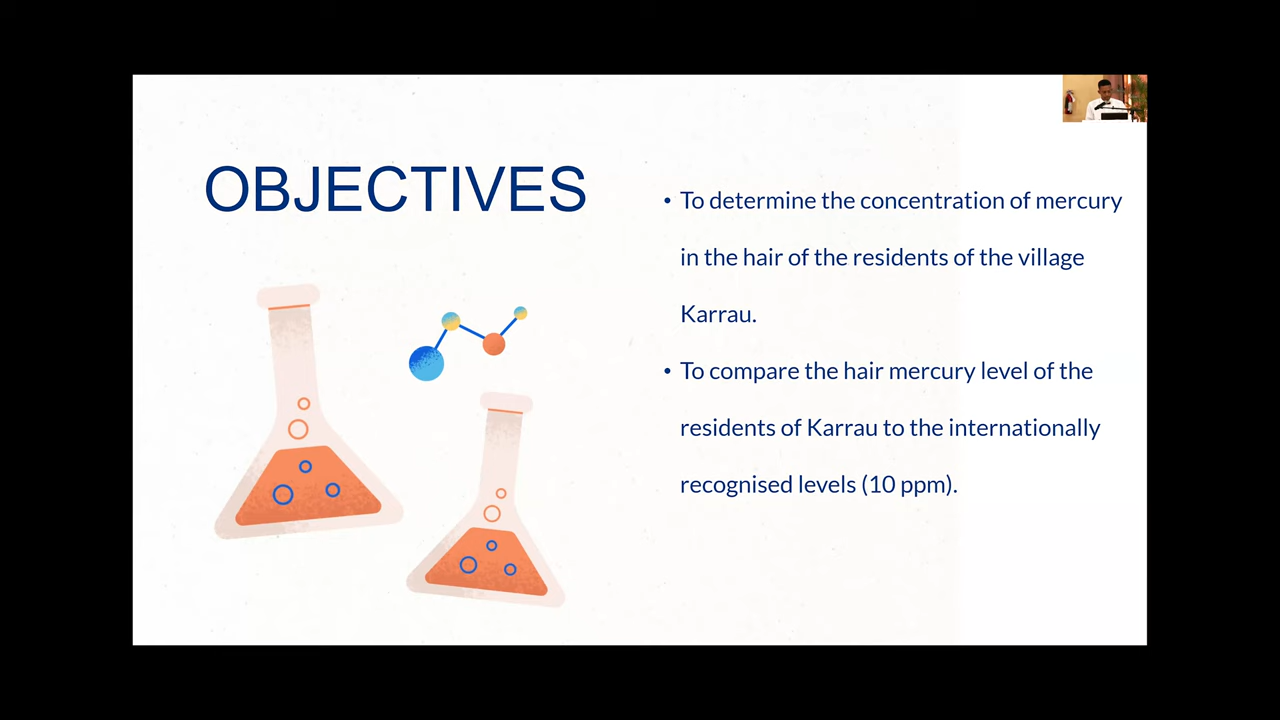 OBJECTIVES
• To determine the concentration of mercury
in the hair of the residents of the village
Karrau.
• To compare the hair mercury level of the
residents of Karrau to the internationally
recognised levels (10 ppm).